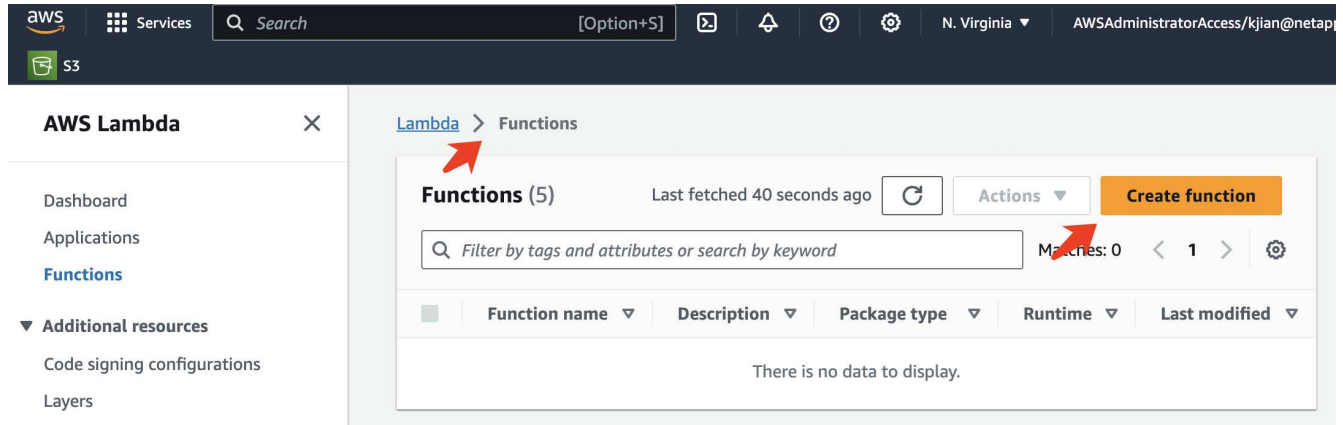 aws
Services
Search [Option+S]
N. Virginia ▼
AWSAdministratorAccess/kjian@netapp
S3
AWS Lambda
Dashboard
Applications
Functions
Additional resources
Code signing configurations
Layers
Lambda > Functions
Functions (5)
Last fetched 40 seconds ago
Actions ▼
Create function
Filter by tags and attributes or search by keyword
Matches: 0
< 1 >
Function name
Description
Package type
Runtime
Last modified
There is no data to display.